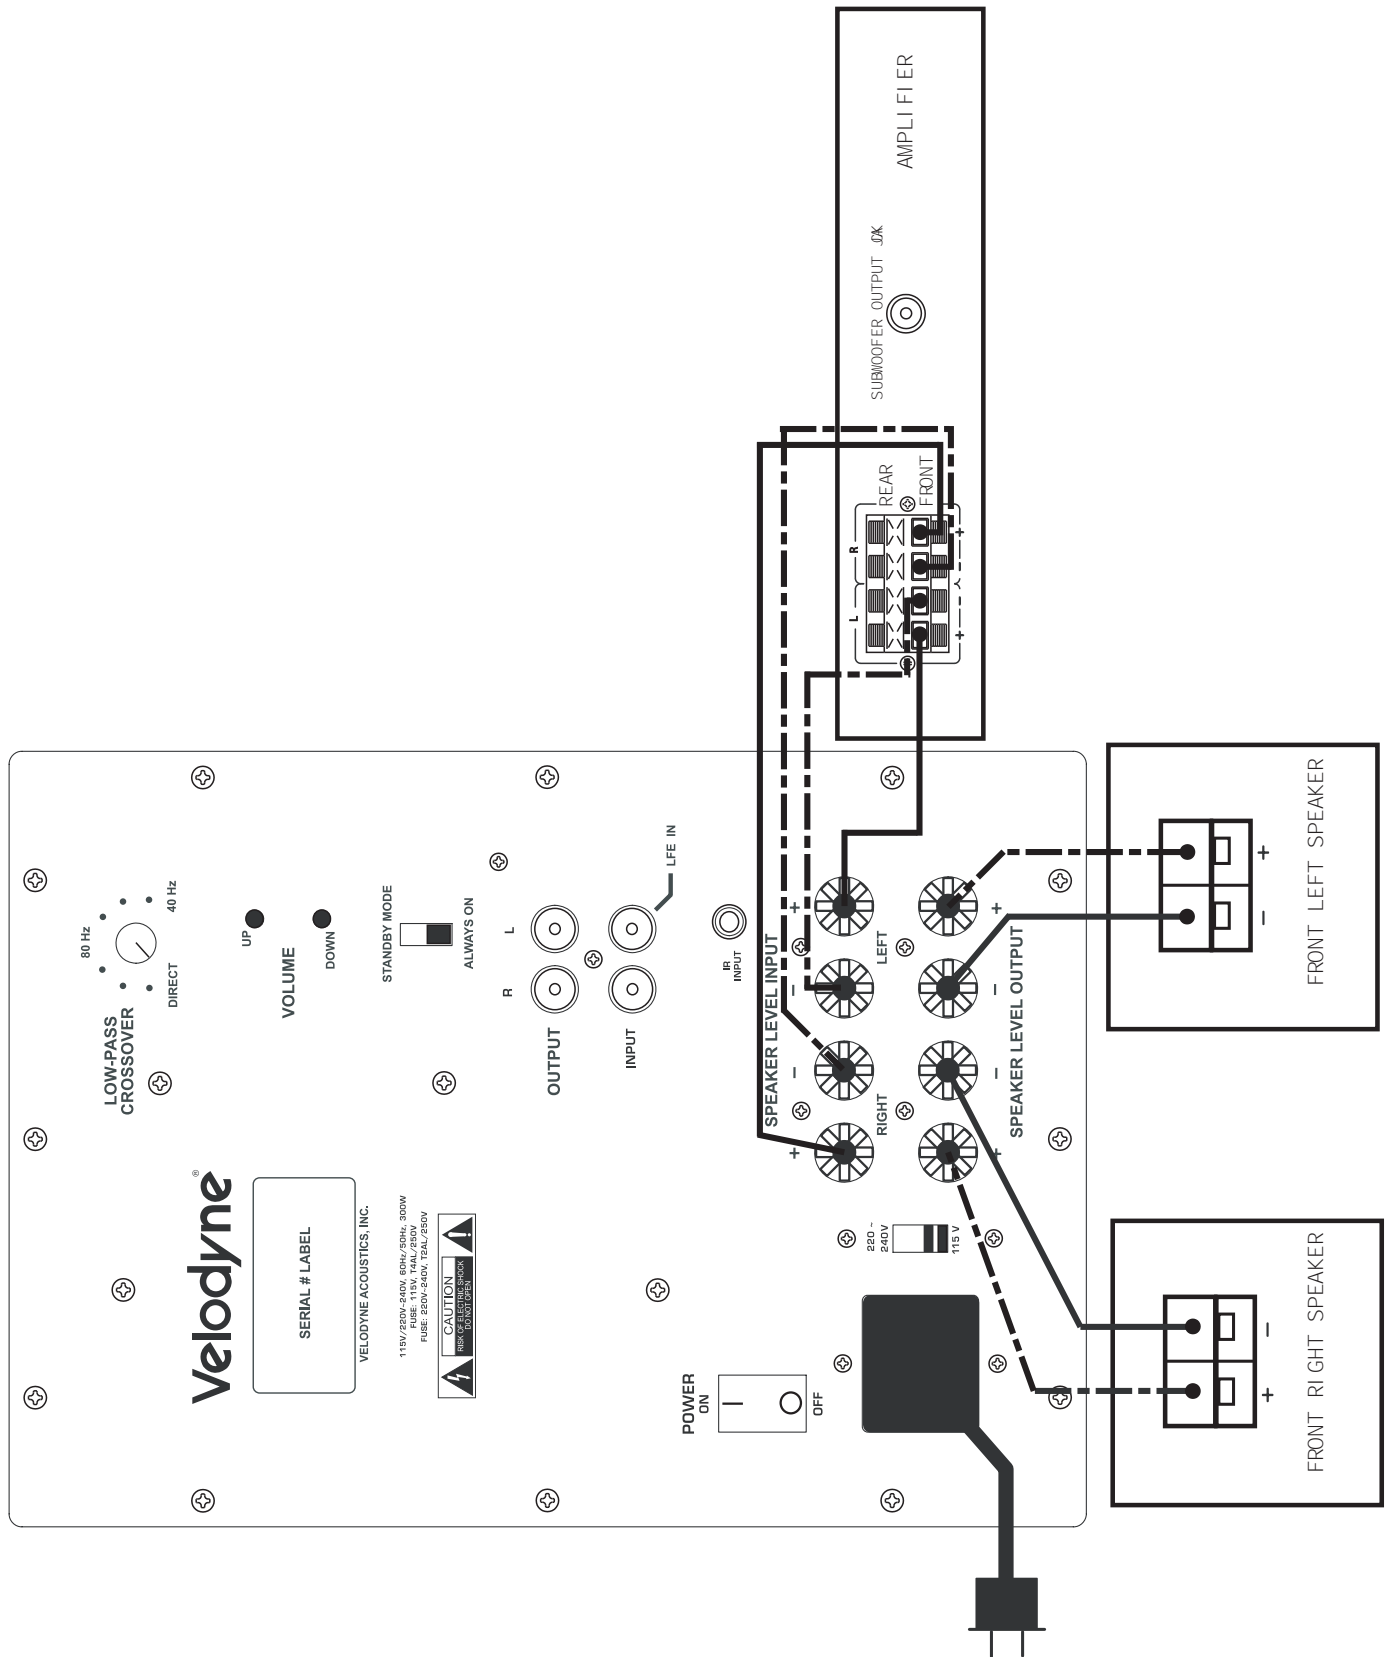 AMPLIFIER
SUBWOOFER OUTPUT JACK
REAR
FRONT
R
L
+
–
–
+
LOW-PASS
CROSSOVER
80 Hz
40 Hz
DIRECT
UP
VOLUME
DOWN
STANDBY MODE
ALWAYS ON
R
L
OUTPUT
INPUT
LFE IN
IR
INPUT
SPEAKER LEVEL INPUT
+
–
–
+
LEFT
RIGHT
+
–
–
+
SPEAKER LEVEL OUTPUT
Velodyne®
SERIAL # LABEL
VELODYNE ACOUSTICS, INC.
115V/220V-240V, 60Hz/50Hz, 300W
FUSE: 115V, T4AL/250V
FUSE: 220V-240V, T2AL/250V
CAUTION
RISK OF ELECTRIC SHOCK
DO NOT OPEN
POWER
ON
OFF
220 ~
240V
115 V
+
–
FRONT LEFT SPEAKER
–
+
FRONT RIGHT SPEAKER